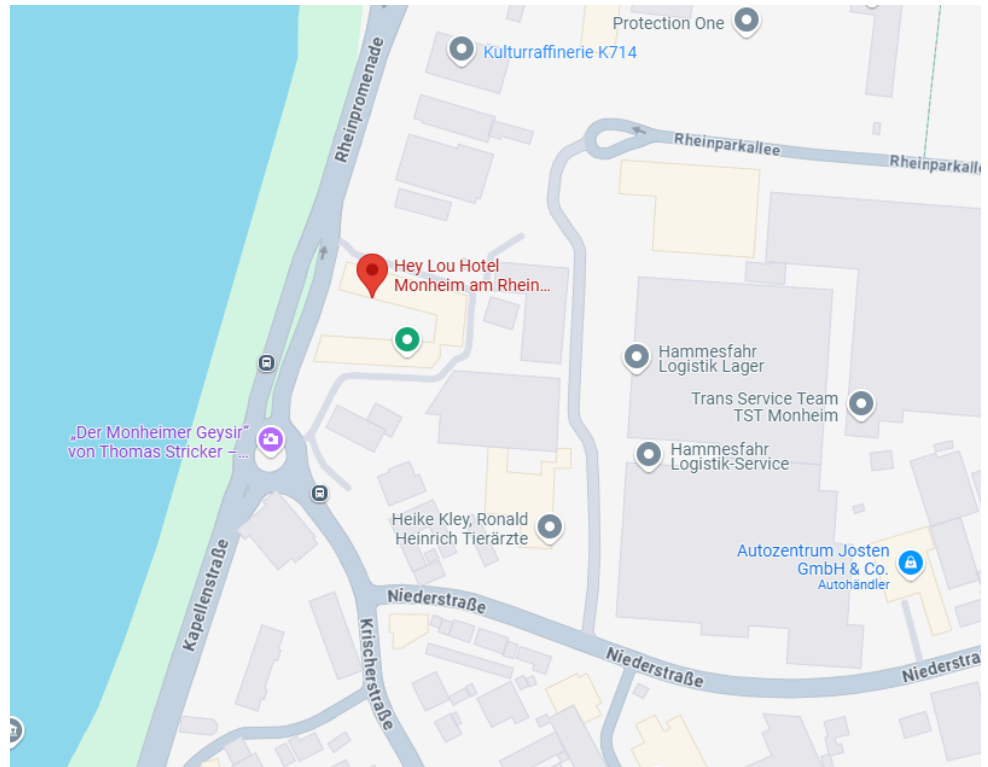 Protection One
Kulturraffinerie K714
Rheinpromenade
Rheinparkallee
Rheinparkallee
Hey Lou Hotel
Monheim am Rhein...
Hammesfahr
Logistik Lager
Trans Service Team
TST Monheim
„Der Monheimer Geysir“
von Thomas Stricker –...
Hammesfahr
Logistik-Service
Heike Kley, Ronald
Heinrich Tierärzte
Autozentrum Josten
GmbH & Co.
Autohändler
Kapellenstraße
Niederstraße
Krischerstraße
Niederstraße
Niederstra